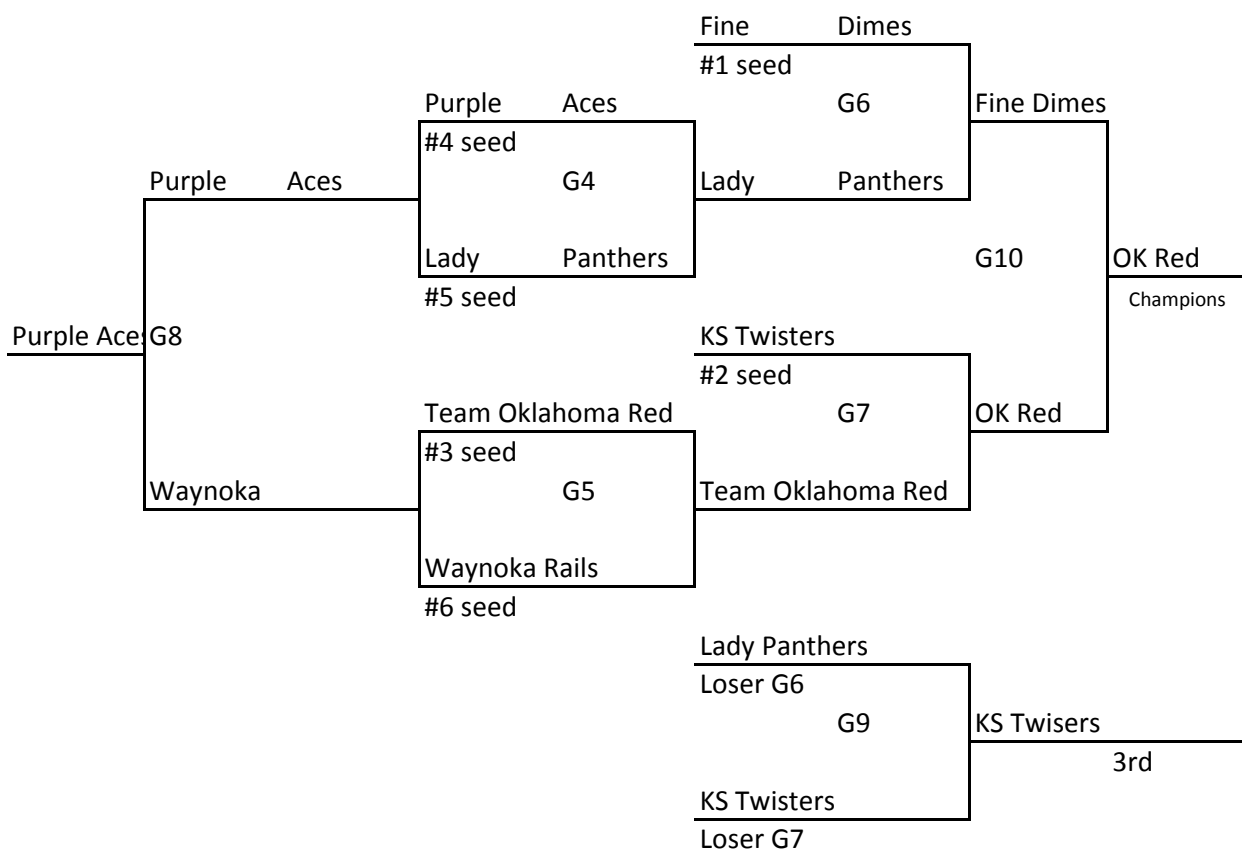 Fine Dimes
#1 seed
Purple Aces
G6
Fine Dimes
#4 seed
Purple Aces
G4
Lady Panthers
Lady Panthers
G10
OK Red
#5 seed
Champions
Purple Aces
G8
KS Twisters
#2 seed
Team Oklahoma Red
G7
OK Red
#3 seed
Waynoka
G5
Team Oklahoma Red
Waynoka Rails
#6 seed
Lady Panthers
Loser G6
G9
KS Twisers
3rd
KS Twisters
Loser G7